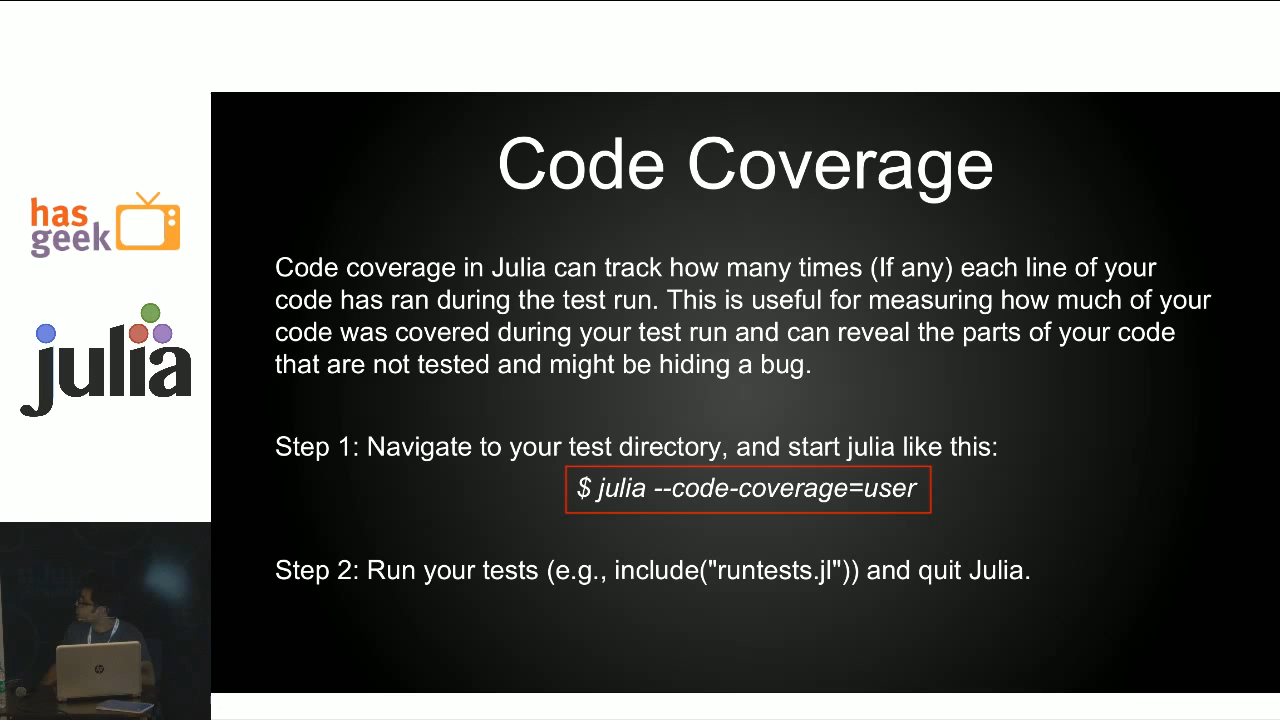 Code Coverage
has
geek
julia
Code coverage in Julia can track how many times (If any) each line of your
code has ran during the test run. This is useful for measuring how much of your
code was covered during your test run and can reveal the parts of your code
that are not tested and might be hiding a bug.
Step 1: Navigate to your test directory, and start julia like this:
$ julia --code-coverage=user
Step 2: Run your tests (e.g., include("runtests.jl")) and quit Julia.
hp